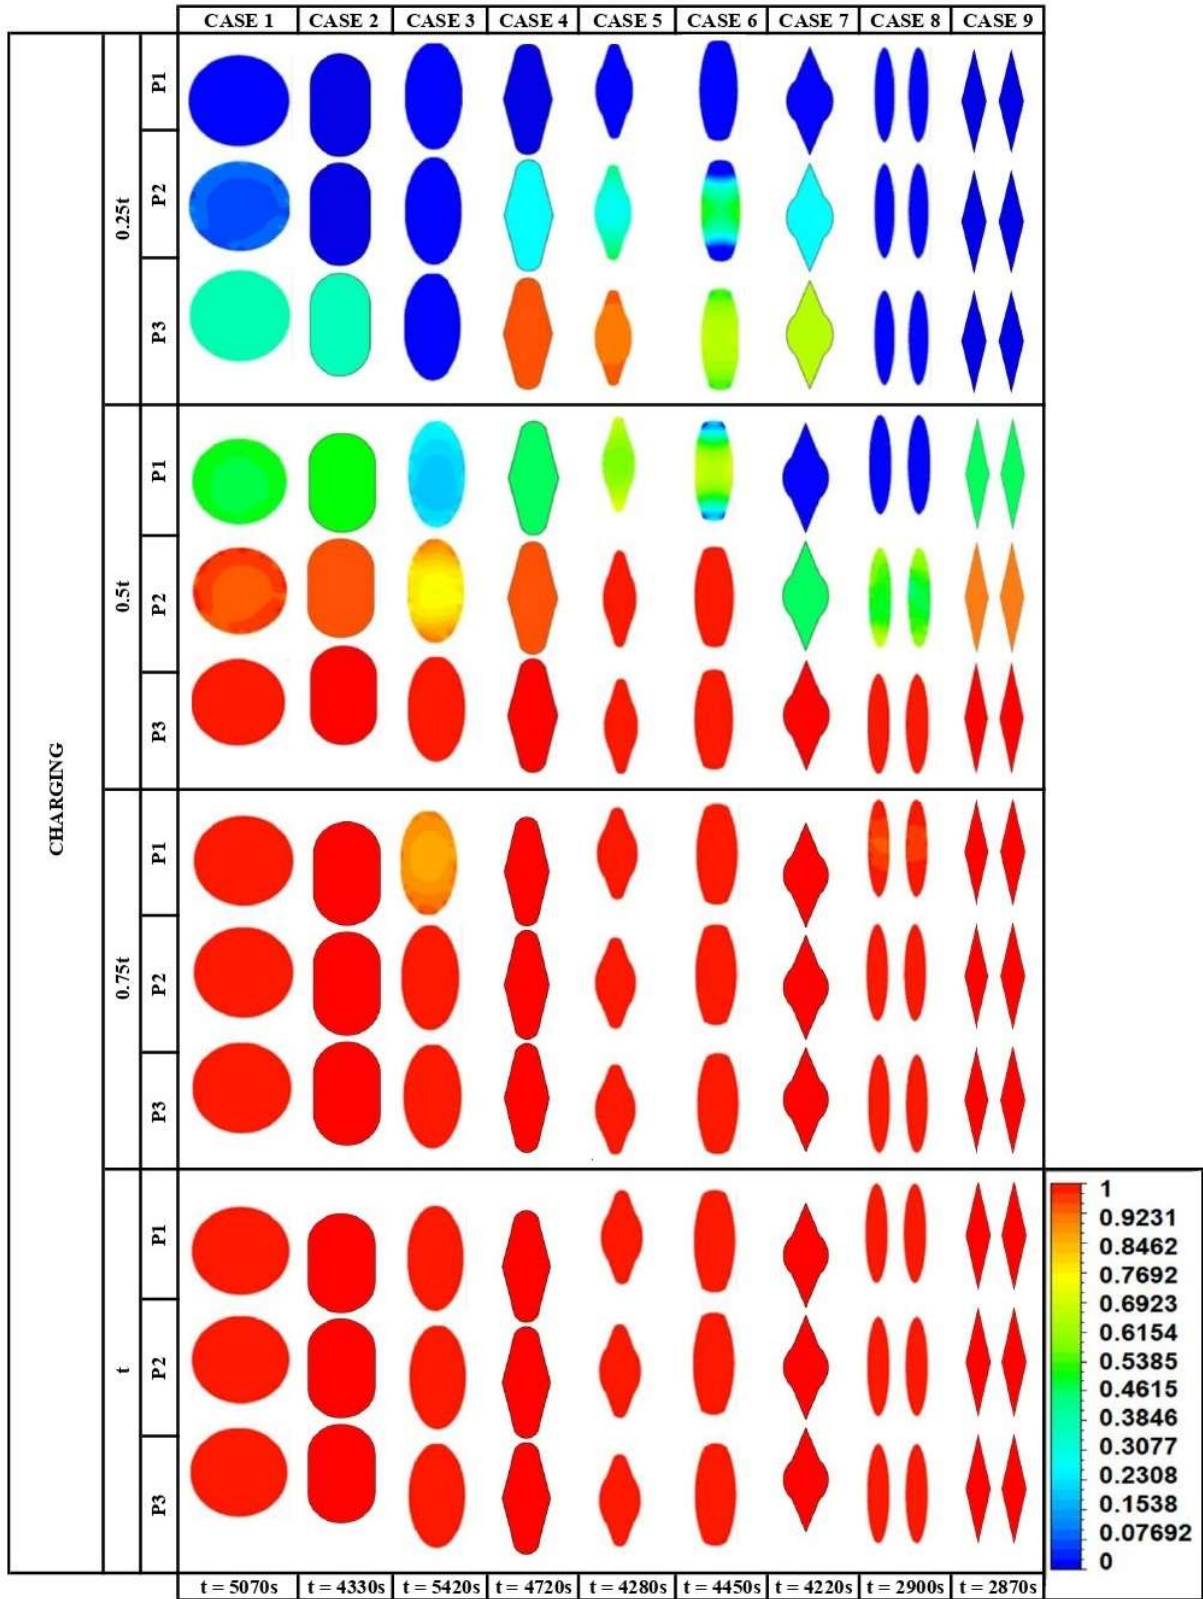 CASE 1 CASE 2 CASE 3 CASE 4 CASE 5 CASE 6 CASE 7 CASE 8 CASE 9
CHARGING
0.25t
P1
P2
P3
0.5t
P1
P2
P3
0.75t
P1
P2
P3
t
P1
P2
P3
1
0.9231
0.8462
0.7692
0.6923
0.6154
0.5385
0.4615
0.3846
0.3077
0.2308
0.1538
0.07692
0
t = 5070s t = 4330s t = 5420s t = 4720s t = 4280s t = 4450s t = 4220s t = 2900s t = 2870s